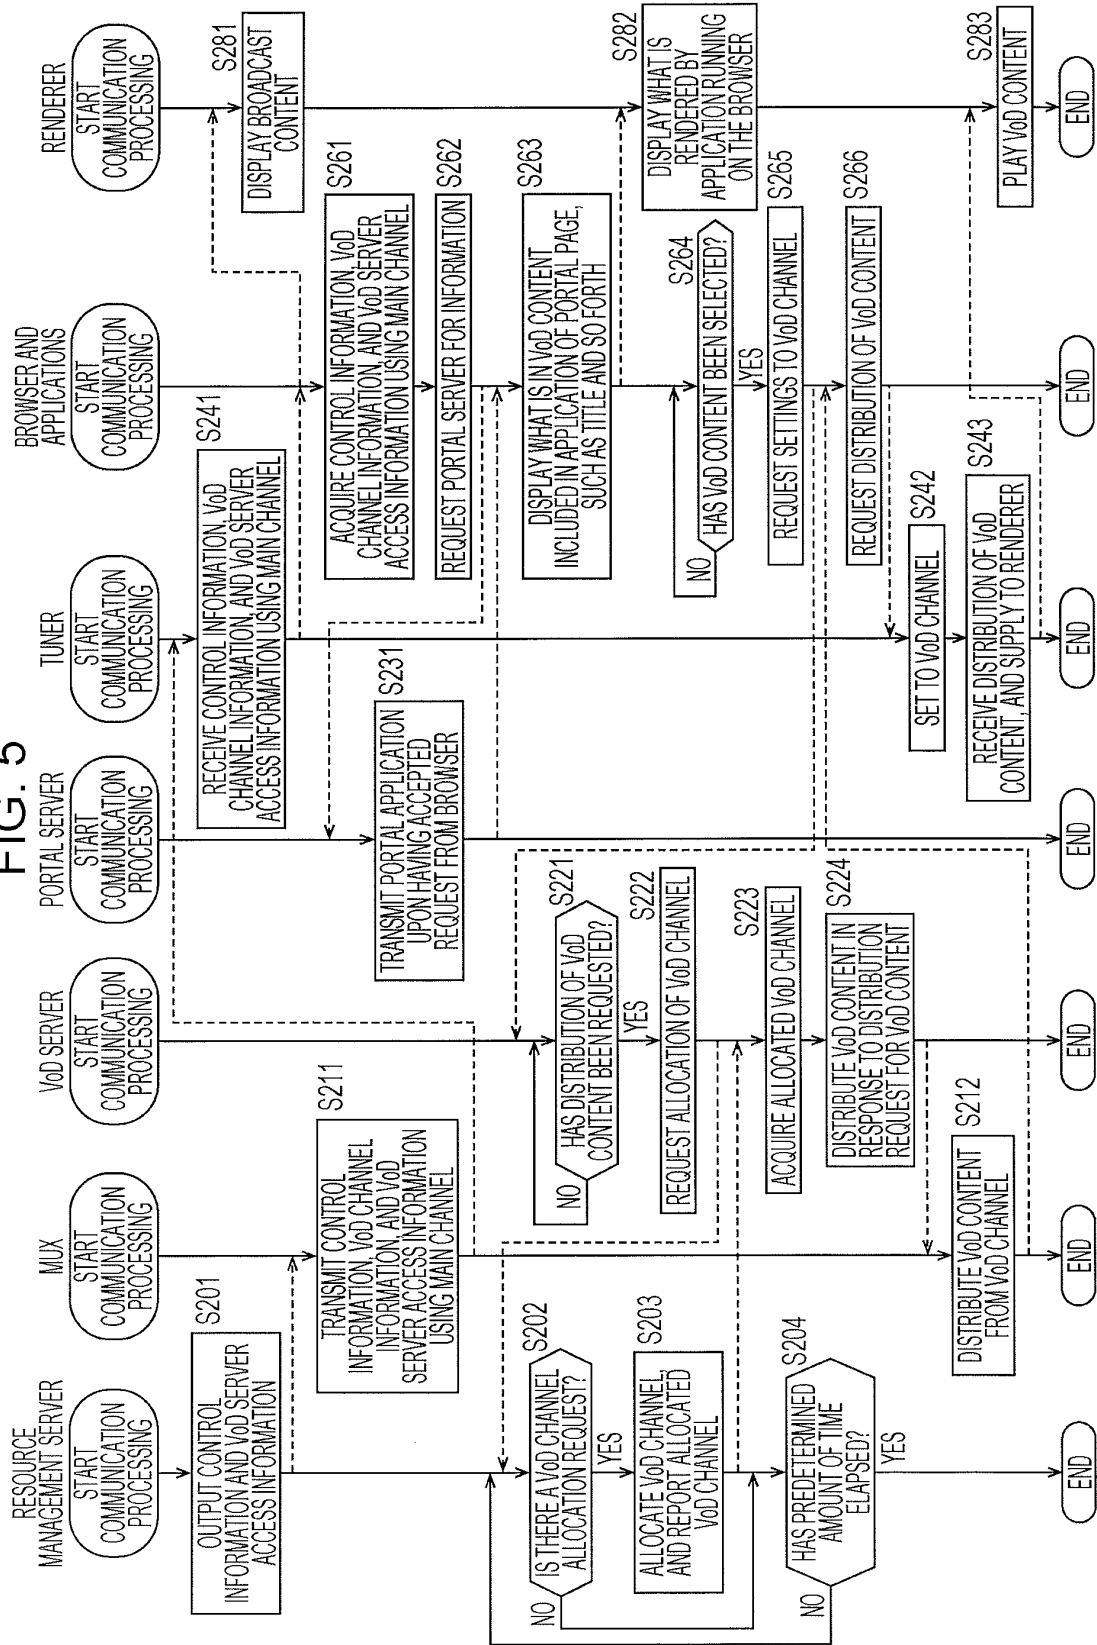 FIG. 5
RESOURCE
MANAGEMENT SERVER
START
COMMUNICATION
PROCESSING
S201
OUTPUT CONTROL
INFORMATION AND VoD SERVER
ACCESS INFORMATION
S202
IS THERE A VoD CHANNEL
ALLOCATION REQUEST?
NO
YES
S203
ALLOCATE VoD CHANNEL,
AND REPORT ALLOCATED
VoD CHANNEL
S204
HAS PREDETERMINED
AMOUNT OF TIME
ELAPSED?
NO
YES
END
MUX
START
COMMUNICATION
PROCESSING
S211
TRANSMIT CONTROL
INFORMATION, VoD CHANNEL
INFORMATION, AND VoD
SERVER ACCESS INFORMATION
USING MAIN CHANNEL
S212
DISTRIBUTE VoD CONTENT
FROM VoD CHANNEL
END
VoD SERVER
START
COMMUNICATION
PROCESSING
S221
HAS DISTRIBUTION OF VoD
CONTENT BEEN REQUESTED?
NO
YES
S222
REQUEST ALLOCATION OF VoD CHANNEL
S223
ACQUIRE ALLOCATED VoD CHANNEL
S224
DISTRIBUTE VoD CONTENT IN
RESPONSE TO DISTRIBUTION
REQUEST FOR VoD CONTENT
END
PORTAL SERVER
START
COMMUNICATION
PROCESSING
S231
TRANSMIT PORTAL APPLICATION
UPON HAVING ACCEPTED
REQUEST FROM BROWSER
END
TUNER
START
COMMUNICATION
PROCESSING
S241
RECEIVE CONTROL INFORMATION, VoD
CHANNEL INFORMATION, AND VoD SERVER
ACCESS INFORMATION USING MAIN CHANNEL
S242
SET TO VoD CHANNEL
S243
RECEIVE DISTRIBUTION OF VoD
CONTENT, AND SUPPLY TO RENDERER
END
BROWSER AND
APPLICATIONS
START
COMMUNICATION
PROCESSING
S261
ACQUIRE CONTROL INFORMATION, VoD
CHANNEL INFORMATION, AND VoD SERVER
ACCESS INFORMATION USING MAIN CHANNEL
S262
REQUEST PORTAL SERVER FOR INFORMATION
S263
DISPLAY WHAT IS IN VoD CONTENT
INCLUDED IN APPLICATION OF PORTAL PAGE,
SUCH AS TITLE AND SO FORTH
S264
HAS VoD CONTENT BEEN SELECTED?
NO
YES
S265
REQUEST SETTINGS TO VoD CHANNEL
S266
REQUEST DISTRIBUTION OF VoD CONTENT
END
RENDERER
START
COMMUNICATION
PROCESSING
S281
DISPLAY BROADCAST
CONTENT
S282
DISPLAY WHAT IS
RENDERED BY
APPLICATION RUNNING
ON THE BROWSER
S283
PLAY VoD CONTENT
END